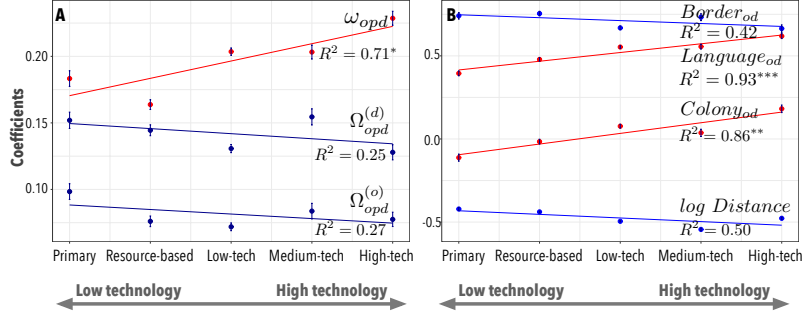 A
ω_opd
R² = 0.71*
0.20
0.15
0.10
Coefficients
Ω_opd^(d)
R² = 0.25
Ω_opd^(o)
R² = 0.27
Primary Resource-based Low-tech Medium-tech High-tech
Low technology High technology
B
Border_od
R² = 0.42
Language_od
R² = 0.93***
Colony_od
R² = 0.86**
log Distance
R² = 0.50
0.5
0.0
-0.5
Primary Resource-based Low-tech Medium-tech High-tech
Low technology High technology